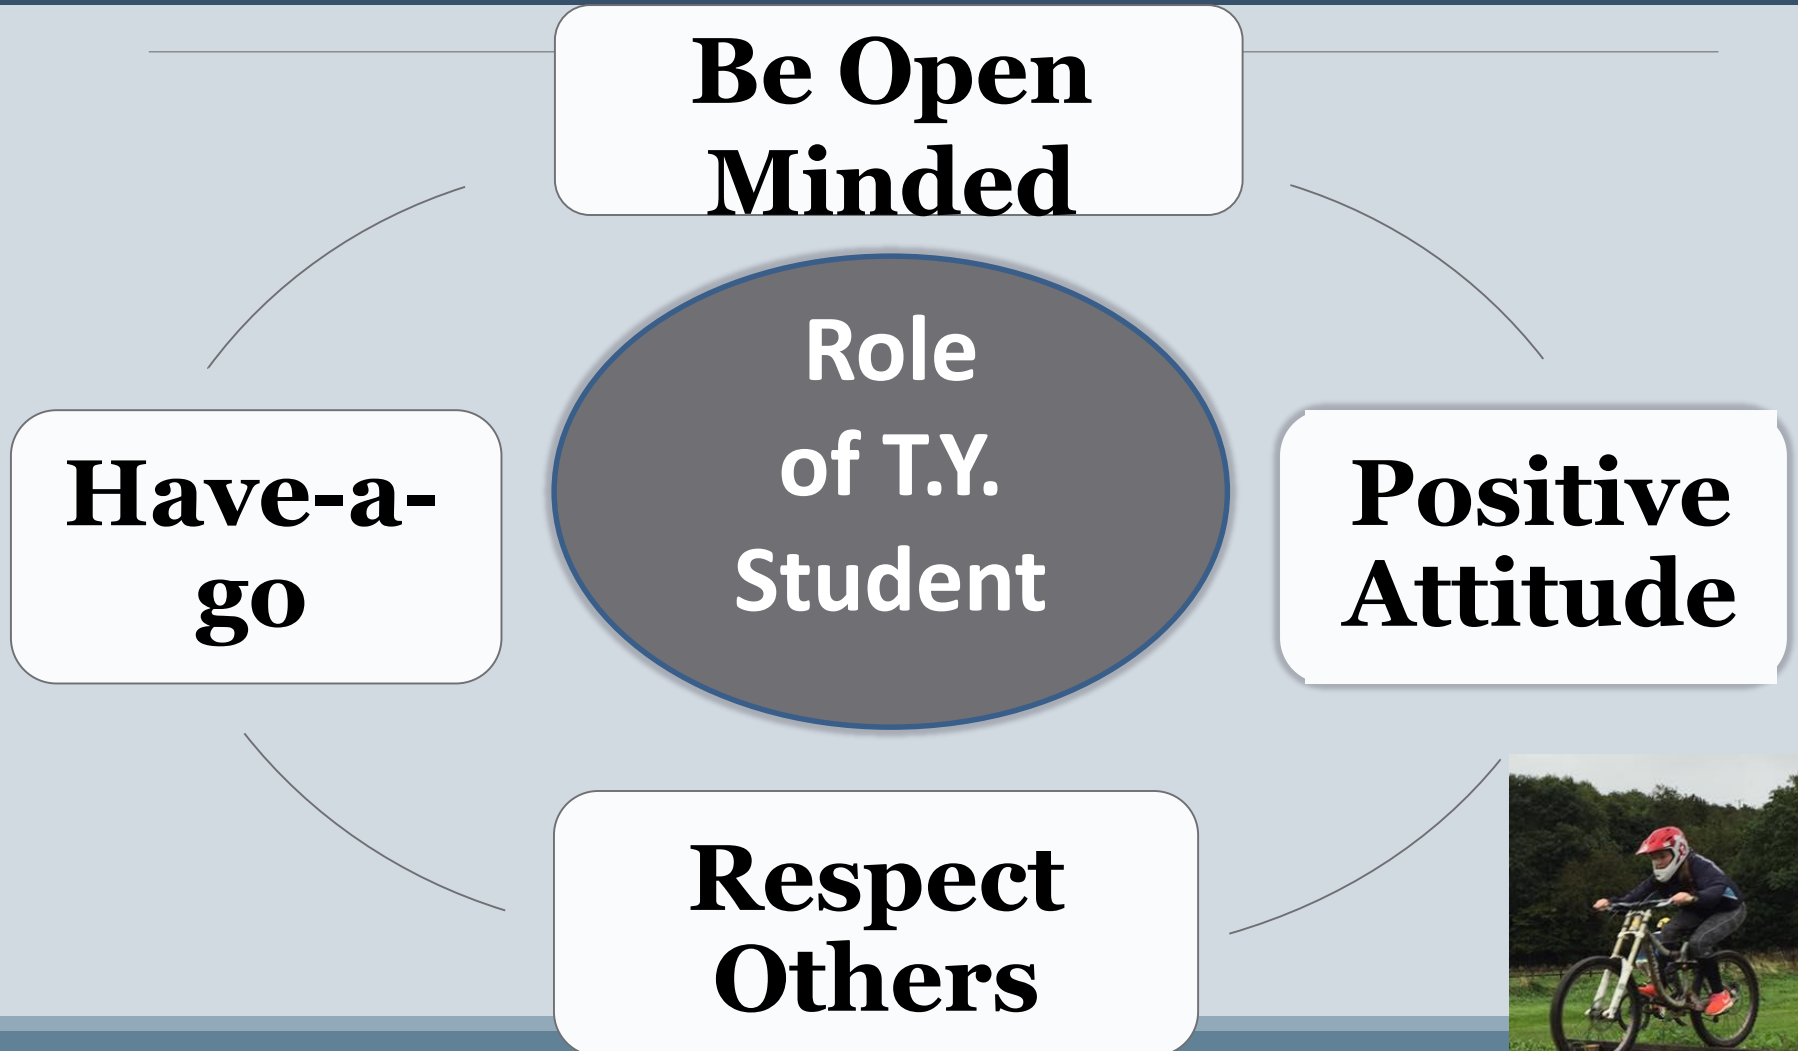 Be Open
Minded
Role
of T.Y.
Student
Have-a-
go
Positive
Attitude
Respect
Others